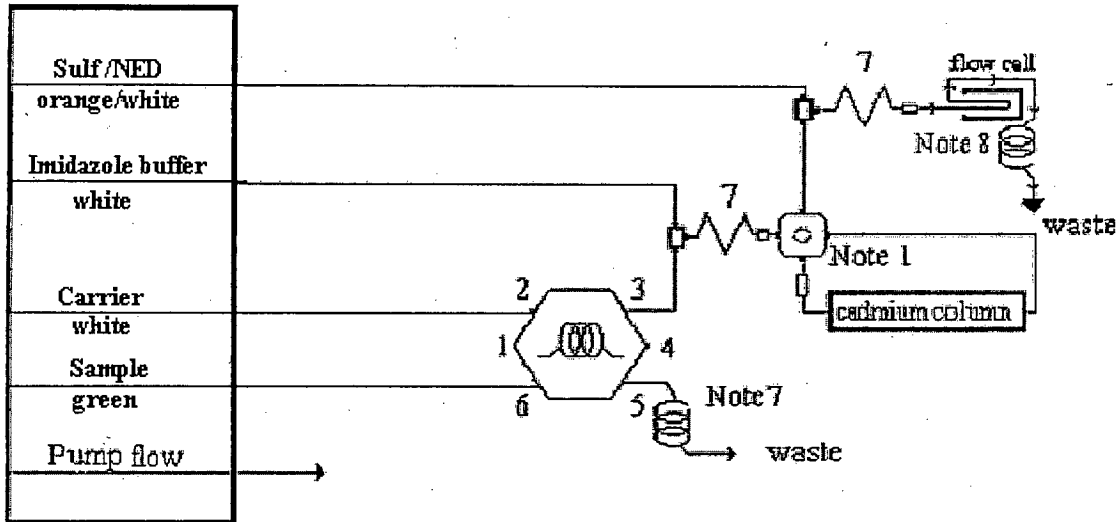 Sulf/NED
orange/white
Imidazole buffer
white
Carrier
white
Sample
green
Pump flow
2
3
1
4
6
5
Note 7
waste
7
Note 1
cadmium column
7
flow cell
Note 8
waste